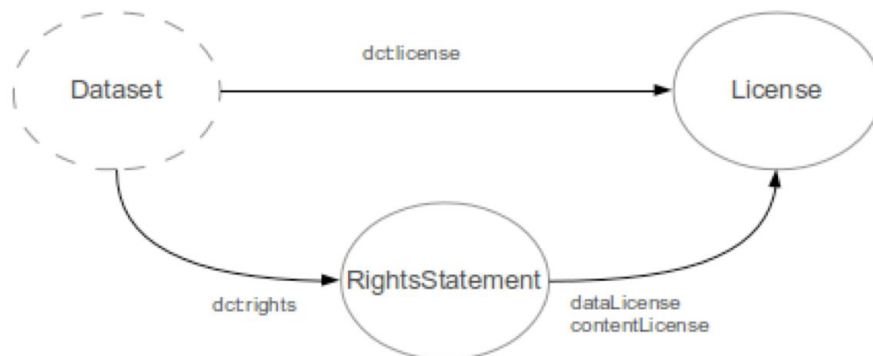 dct:license
Dataset
License
RightsStatement
dct:rights
dataLicense
contentLicense